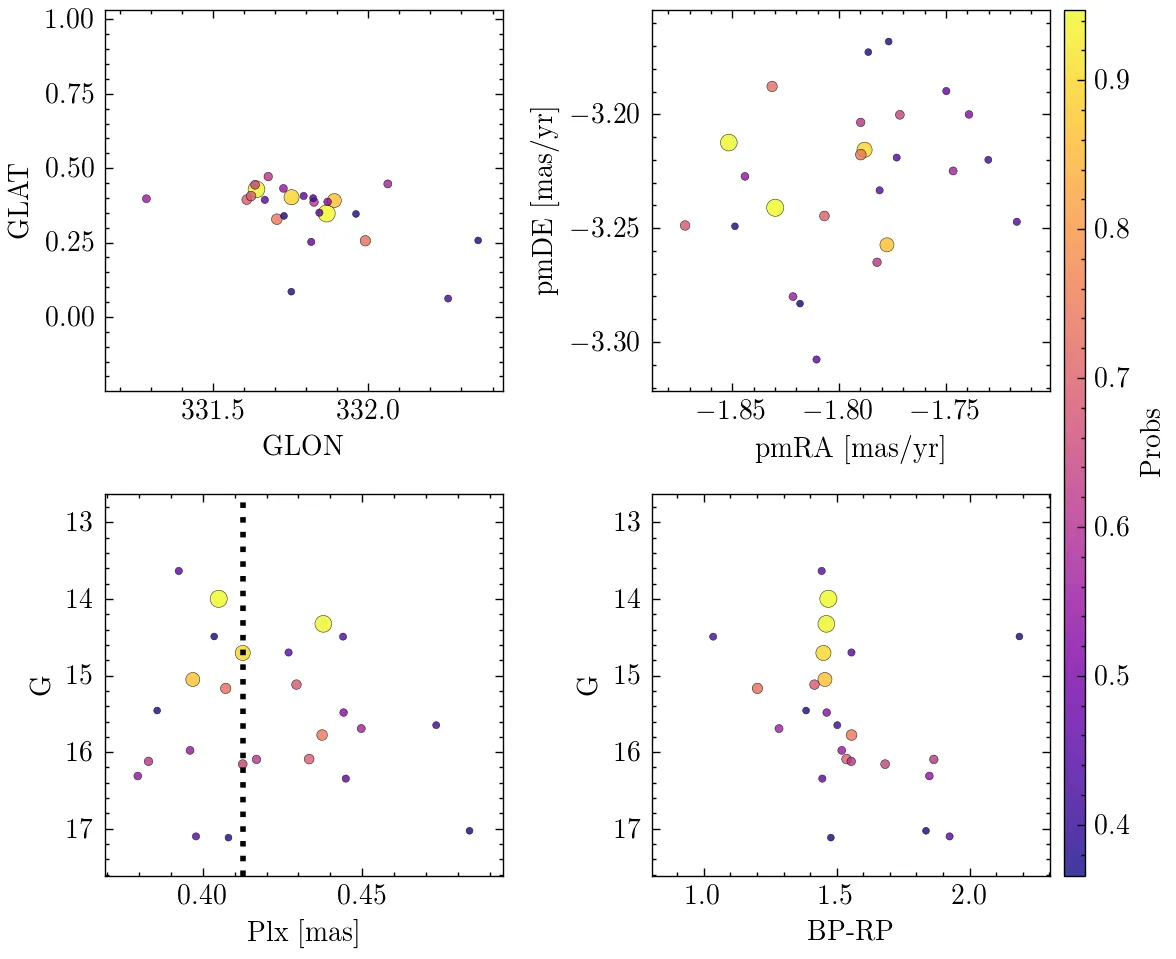 1.00
0.75
0.50
0.25
0.00
GLAT
331.5 332.0
GLON
−3.20
−3.25
−3.30
pmDE [mas/yr]
−1.85 −1.80 −1.75
pmRA [mas/yr]
13
14
15
16
17
G
0.40 0.45
Plx [mas]
13
14
15
16
17
G
1.0 1.5 2.0
BP-RP
0.9
0.8
0.7
0.6
0.5
0.4
Probs